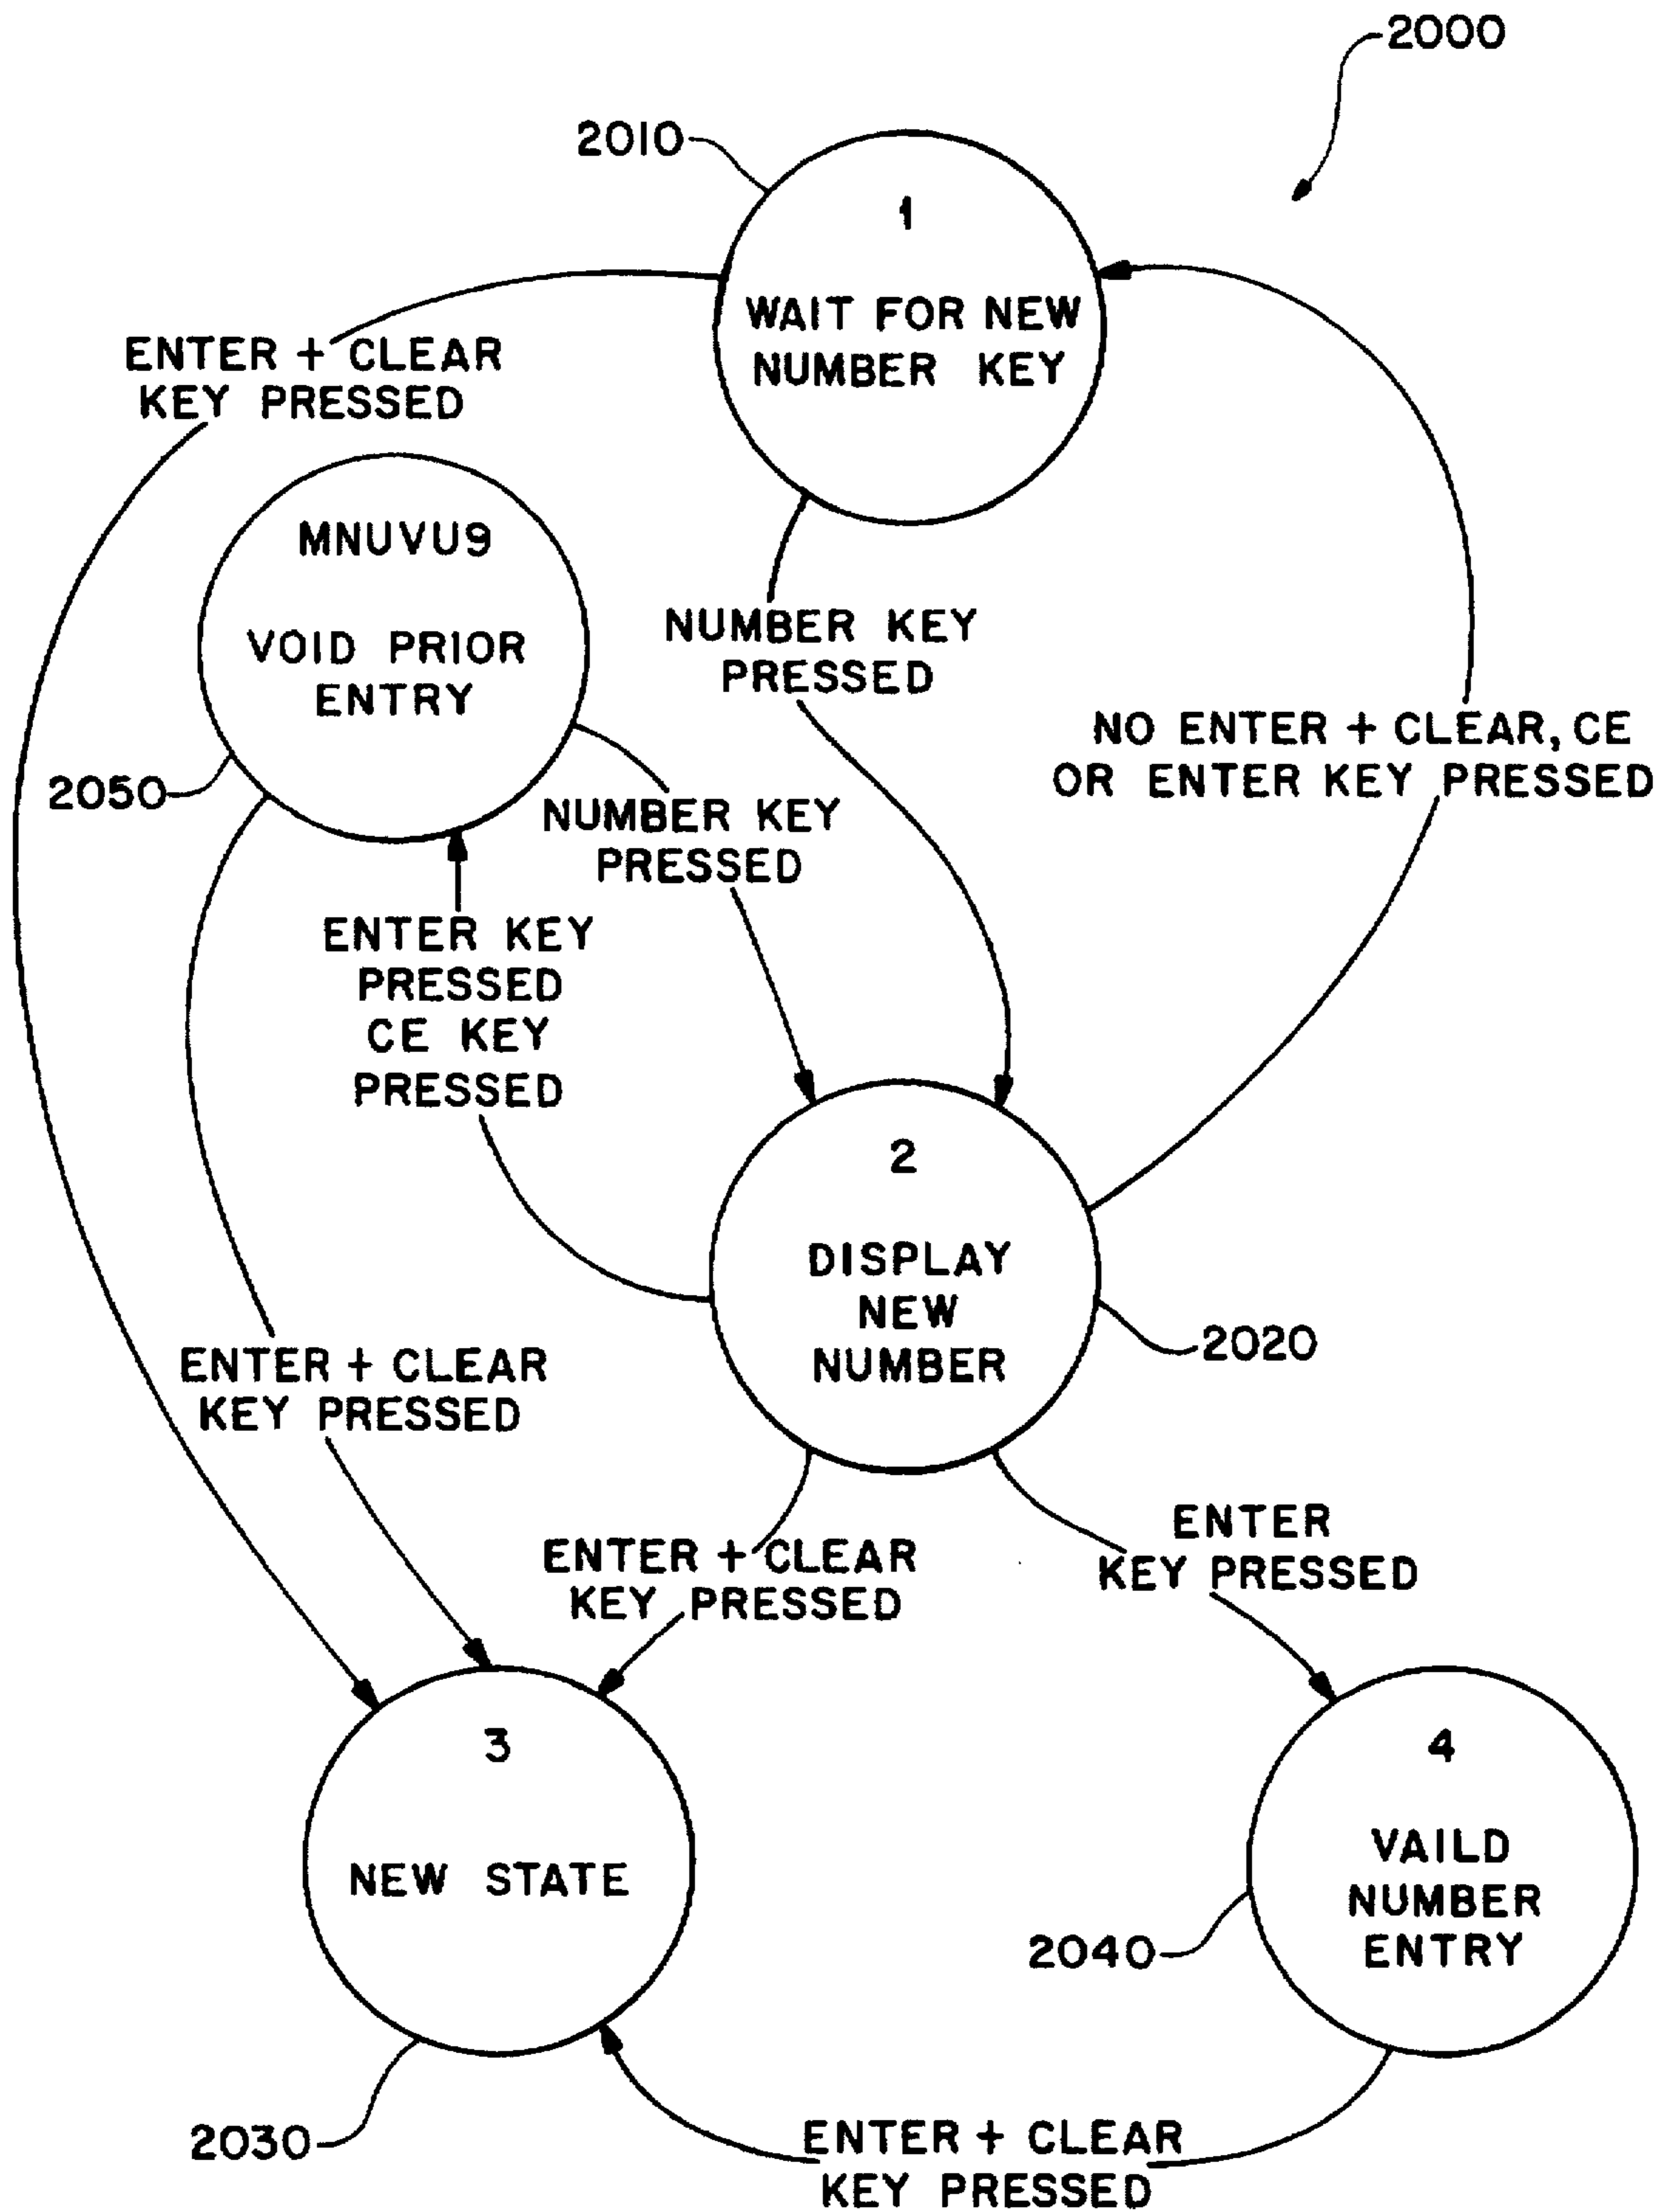 2000
2010
1
WAIT FOR NEW
NUMBER KEY
ENTER + CLEAR
KEY PRESSED
MNUVU9
VOID PRIOR
ENTRY
2050
NUMBER KEY
PRESSED
NO ENTER + CLEAR, CE
OR ENTER KEY PRESSED
NUMBER KEY
PRESSED
ENTER KEY
PRESSED
CE KEY
PRESSED
2
DISPLAY
NEW
NUMBER
2020
ENTER + CLEAR
KEY PRESSED
ENTER + CLEAR
KEY PRESSED
ENTER
KEY PRESSED
3
NEW STATE
2030
4
VAILD
NUMBER
ENTRY
2040
ENTER + CLEAR
KEY PRESSED